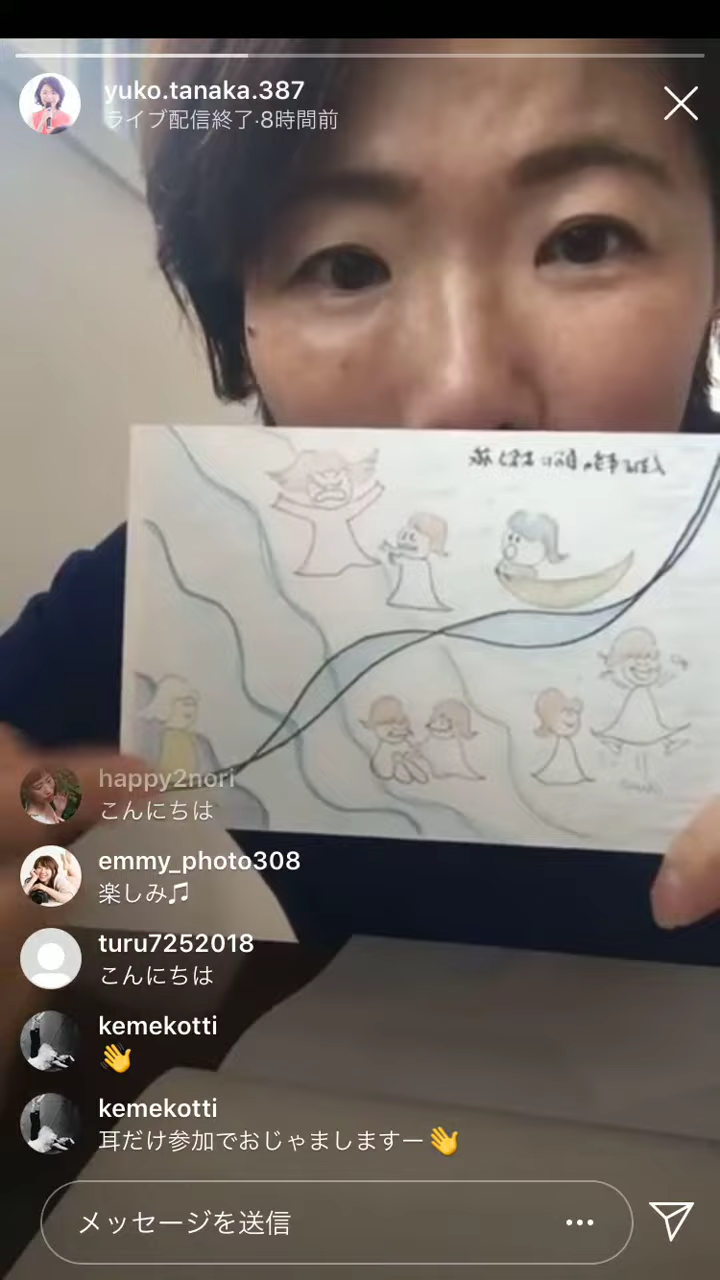 yuko.tanaka.387
ライブ配信終了·8時間前
happy2nori
こんにちは
emmy_photo308
楽しみ♫
turu7252018
こんにちは
kemekotti
👋
kemekotti
耳だけ参加でおじゃましますー👋
メッセージを送信